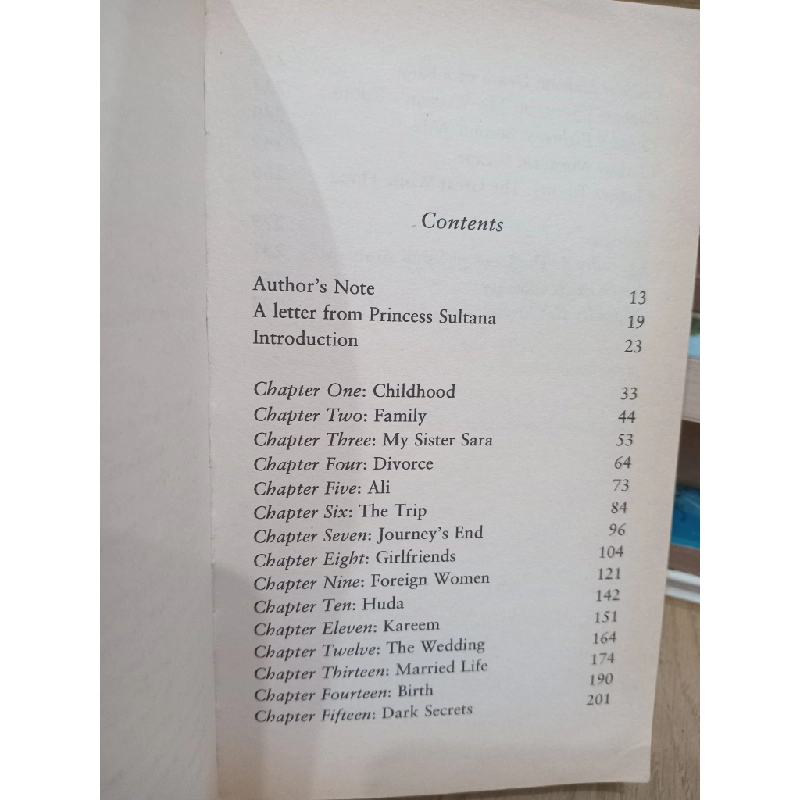 Contents
Author's Note 13
A letter from Princess Sultana 19
Introduction 23
Chapter One: Childhood 33
Chapter Two: Family 44
Chapter Three: My Sister Sara 53
Chapter Four: Divorce 64
Chapter Five: Ali 73
Chapter Six: The Trip 84
Chapter Seven: Journey's End 96
Chapter Eight: Girlfriends 104
Chapter Nine: Foreign Women 121
Chapter Ten: Huda 142
Chapter Eleven: Kareem 151
Chapter Twelve: The Wedding 164
Chapter Thirteen: Married Life 174
Chapter Fourteen: Birth 190
Chapter Fifteen: Dark Secrets 201